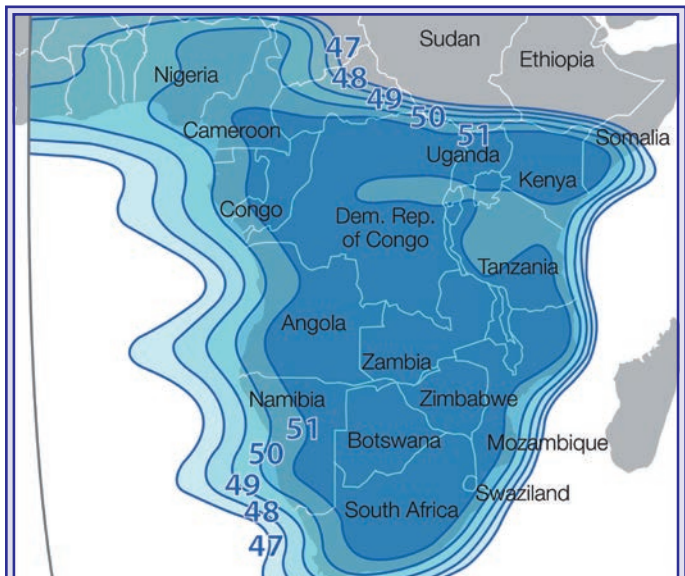 47
Sudan
Ethiopia
Nigeria
48
49
50
51
Cameroon
Somalia
Uganda
Kenya
Congo
Dem. Rep.
of Congo
Tanzania
Angola
Zambia
Namibia
Zimbabwe
51
Botswana
Mozambique
50
49
Swaziland
48
South Africa
47